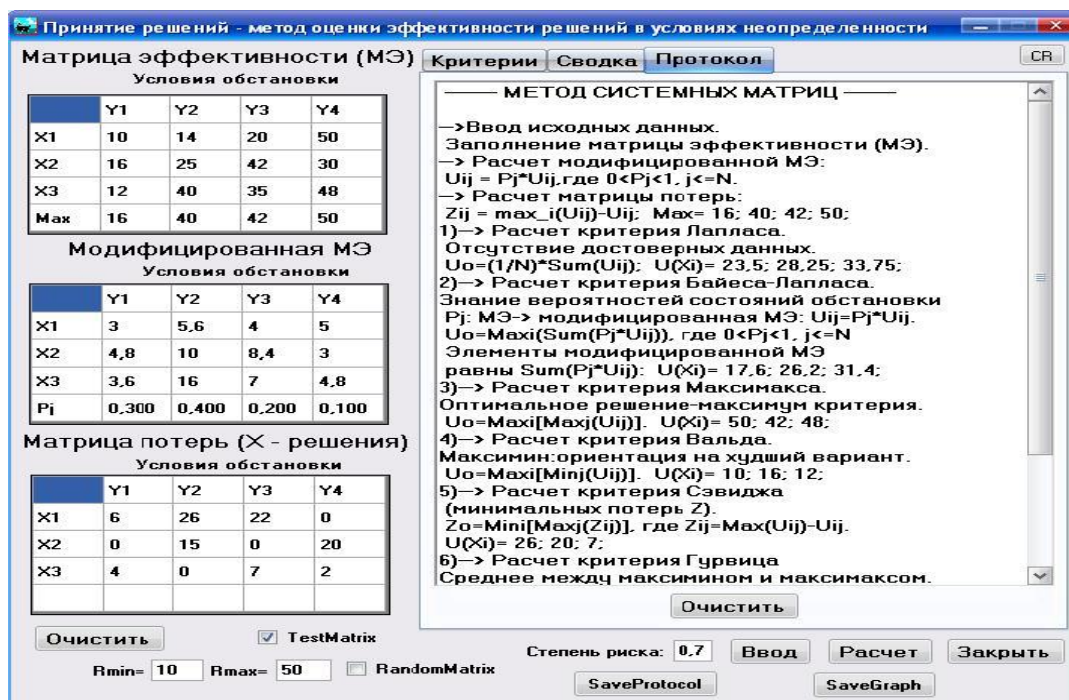 Принятие решений - метод оценки эффективности решений в условиях неопределенности
Матрица эффективности (МЭ)
Условия обстановки
Y1 Y2 Y3 Y4
X1 10 14 20 50
X2 16 25 42 30
X3 12 40 35 48
Max 16 40 42 50
Модифицированная МЭ
Условия обстановки
Y1 Y2 Y3 Y4
X1 3 5,6 4 5
X2 4,8 10 8,4 3
X3 3,6 16 7 4,8
Pj 0,300 0,400 0,200 0,100
Матрица потерь (X - решения)
Условия обстановки
Y1 Y2 Y3 Y4
X1 6 26 22 0
X2 0 15 0 20
X3 4 0 7 2
Очистить
TestMatrix
Rmin= 10 Rmax= 50 RandomMatrix
Критерии Сводка Протокол
CR
—— МЕТОД СИСТЕМНЫХ МАТРИЦ ——
—>Ввод исходных данных.
Заполнение матрицы эффективности (МЭ).
—> Расчет модифицированной МЭ:
Uij = Pj*Uij,где 0<Pj<1, j<=N.
—> Расчет матрицы потерь:
Zij = max_i(Uij)-Uij; Max= 16; 40; 42; 50;
1)—> Расчет критерия Лапласа.
Отсутствие достоверных данных.
Uo=(1/N)*Sum(Uij); U(Xi)= 23,5; 28,25; 33,75;
2)—> Расчет критерия Байеса-Лапласа.
Знание вероятностей состояний обстановки
Pj: МЭ-> модифицированная МЭ: Uij=Pj*Uij.
Uo=Maxi(Sum(Pj*Uij)), где 0<Pj<1, j<=N
Элементы модифицированной МЭ
равны Sum(Pj*Uij): U(Xi)= 17,6; 26,2; 31,4;
3)—> Расчет критерия Максимакса.
Оптимальное решение-максимум критерия.
Uo=Maxi[Maxj(Uij)]. U(Xi)= 50; 42; 48;
4)—> Расчет критерия Вальда.
Максимин:ориентация на худший вариант.
Uo=Maxi[Minj(Uij)]. U(Xi)= 10; 16; 12;
5)—> Расчет критерия Сэвиджа
(минимальных потерь Z).
Zo=Mini[Maxj(Zij)], где Zij=Max(Uij)-Uij.
U(Xi)= 26; 20; 7;
6)—> Расчет критерия Гурвица
Среднее между максимином и максимаксом.
Очистить
Степень риска: 0,7 Ввод Расчет Закрыть
SaveProtocol SaveGraph